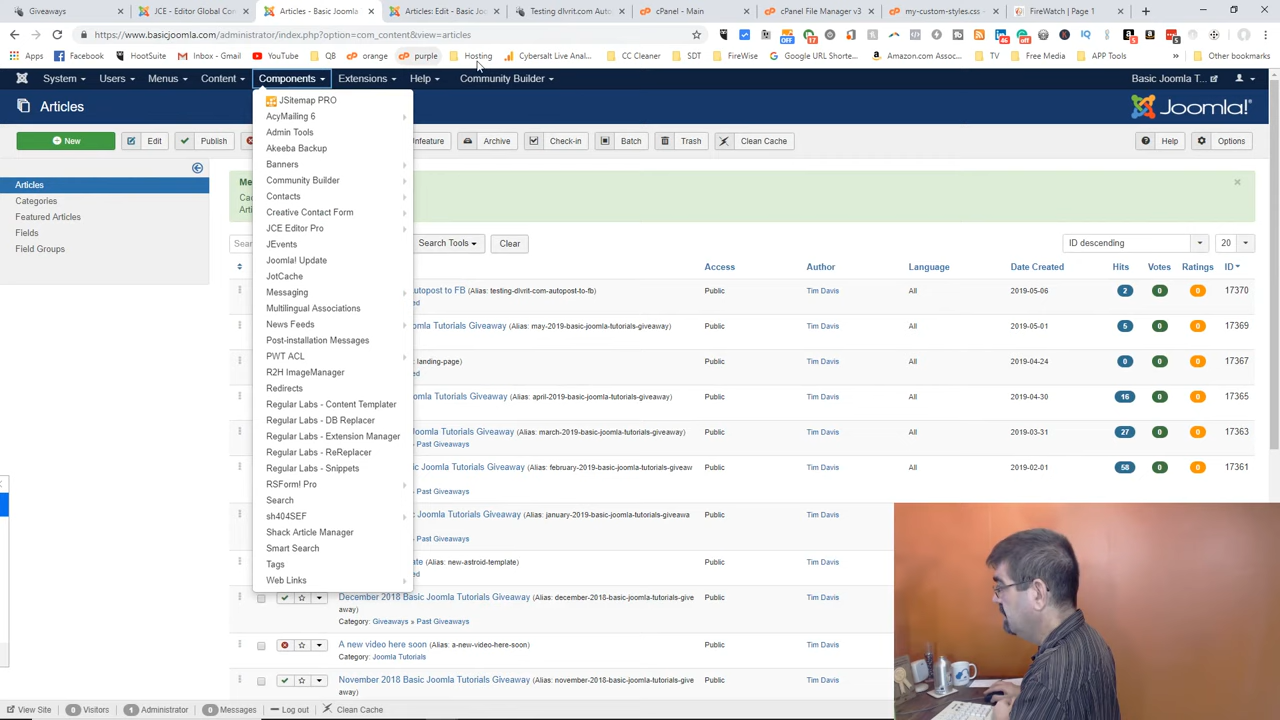 Giveaways
JCE - Editor Global Con
Articles - Basic Joomla
Articles: Edit - Basic Jo
Testing dlvrit.com Auto
cPanel - Main
cPanel File Manager v3
my-custom-styles.css
FireWatch | Page 1
https://www.basicjoomla.com/administrator/index.php?option=com_content&view=articles
Apps Facebook Infomaniak YouTube QB orange purple Hosting Cybersalt Live Anal... CC Cleaner SDT FireWise Google URL Shorte... Amazon.com Assoc... TV Free Media APP Tools Other bookmarks
System Users Menus Content Components Extensions Help Community Builder Basic Joomla T...
Articles
Joomla!
New Edit Publish Unfeature Archive Check-in Batch Trash Clean Cache Help Options
JSitemap PRO
AcyMailing 6
Admin Tools
Akeeba Backup
Banners
Community Builder
Contacts
Creative Contact Form
JCE Editor Pro
JEvents
Joomla! Update
JotCache
Messaging
Multilingual Associations
News Feeds
Post-installation Messages
PWT ACL
R2H ImageManager
Redirects
Regular Labs - Content Templater
Regular Labs - DB Replacer
Regular Labs - Extension Manager
Regular Labs - ReReplacer
Regular Labs - Snippets
RSForm! Pro
Search
sh404SEF
Shack Article Manager
Smart Search
Tags
Web Links
Articles
Categories
Featured Articles
Fields
Field Groups
Search Tools Clear ID descending 20
Access Author Language Date Created Hits Votes Ratings ID
utopost to FB (Alias: testing-dlvrit-com-autopost-to-fb) Public Tim Davis All 2019-05-06 2 0 0 17370
omla Tutorials Giveaway (Alias: may-2019-basic-joomla-tutorials-giveaway) Public Tim Davis All 2019-05-01 5 0 0 17369
landing-page) Public Tim Davis All 2019-04-24 0 0 0 17367
omla Tutorials Giveaway (Alias: april-2019-basic-joomla-tutorials-giveaway) Public Tim Davis All 2019-04-30 16 0 0 17365
Joomla Tutorials Giveaway (Alias: march-2019-basic-joomla-tutorials-giveaway) Public Tim Davis All 2019-03-31 27 0 0 17363
» Past Giveaways
ic Joomla Tutorials Giveaway (Alias: february-2019-basic-joomla-tutorials-giveaw Public Tim Davis All 2019-02-01 58 0 0 17361
» Past Giveaways
Joomla Tutorials Giveaway (Alias: january-2019-basic-joomla-tutorials-giveawa Public Tim Davis
» Past Giveaways
ate (Alias: new-astroid-template) Public Tim Davis
December 2018 Basic Joomla Tutorials Giveaway (Alias: december-2018-basic-joomla-tutorials-give Public Tim Davis
away)
Category: Giveaways » Past Giveaways
A new video here soon (Alias: a-new-video-here-soon) Public Tim Davis
Category: Joomla Tutorials
November 2018 Basic Joomla Tutorials Giveaway (Alias: november-2018-basic-joomla-tutorials-give Public Tim Davis
away)
View Site 0 Visitors 1 Administrator 0 Messages Log out Clean Cache